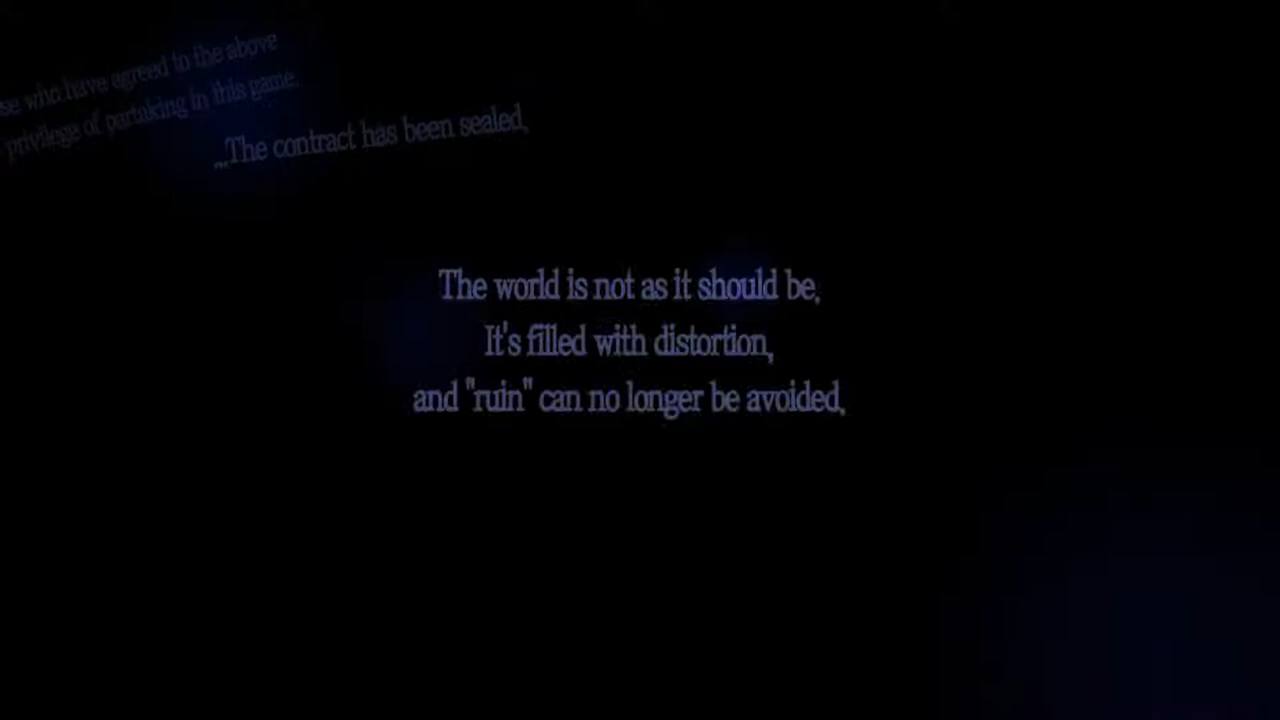 se who have agreed to the above
privilege of partaking in this game.
...The contract has been sealed.
The world is not as it should be.
It's filled with distortion,
and "ruin" can no longer be avoided.